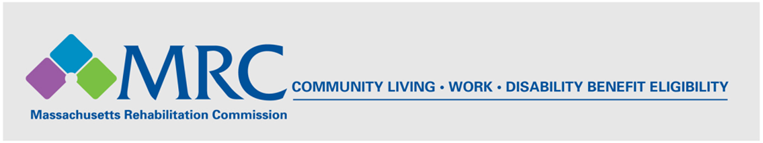 MRC
COMMUNITY LIVING • WORK • DISABILITY BENEFIT ELIGIBILITY
Massachusetts Rehabilitation Commission